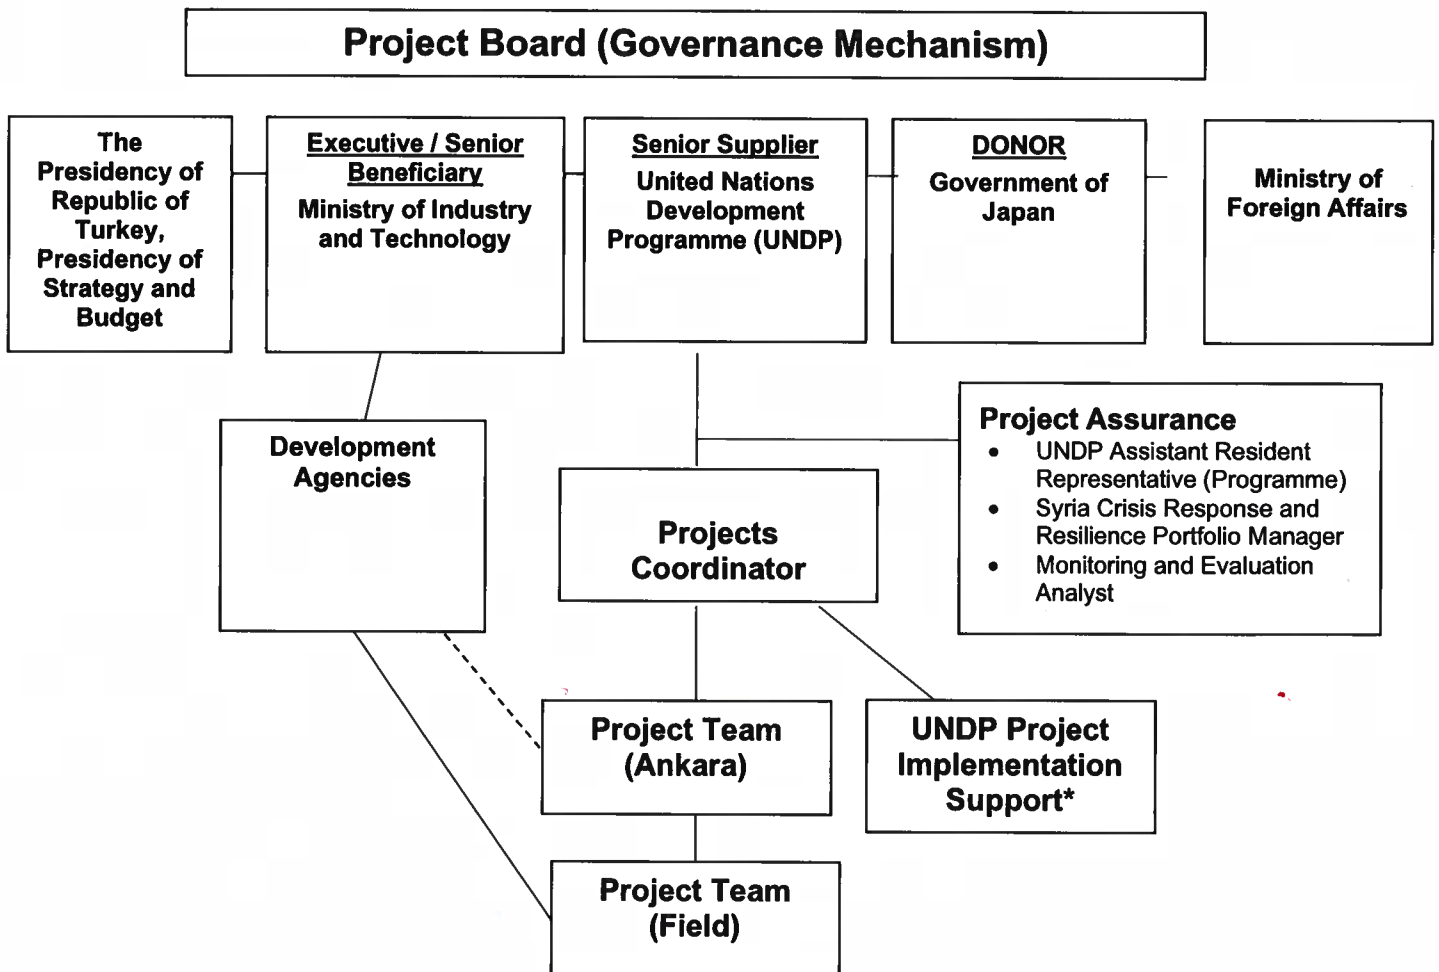 Project Board (Governance Mechanism)
The
Presidency of
Republic of
Turkey,
Presidency of
Strategy and
Budget
Executive / Senior
Beneficiary
Ministry of Industry
and Technology
Senior Supplier
United Nations
Development
Programme (UNDP)
DONOR
Government of
Japan
Ministry of
Foreign Affairs
Development
Agencies
Project Assurance
• UNDP Assistant Resident
Representative (Programme)
• Syria Crisis Response and
Resilience Portfolio Manager
• Monitoring and Evaluation
Analyst
Projects
Coordinator
Project Team
(Ankara)
UNDP Project
Implementation
Support*
Project Team
(Field)